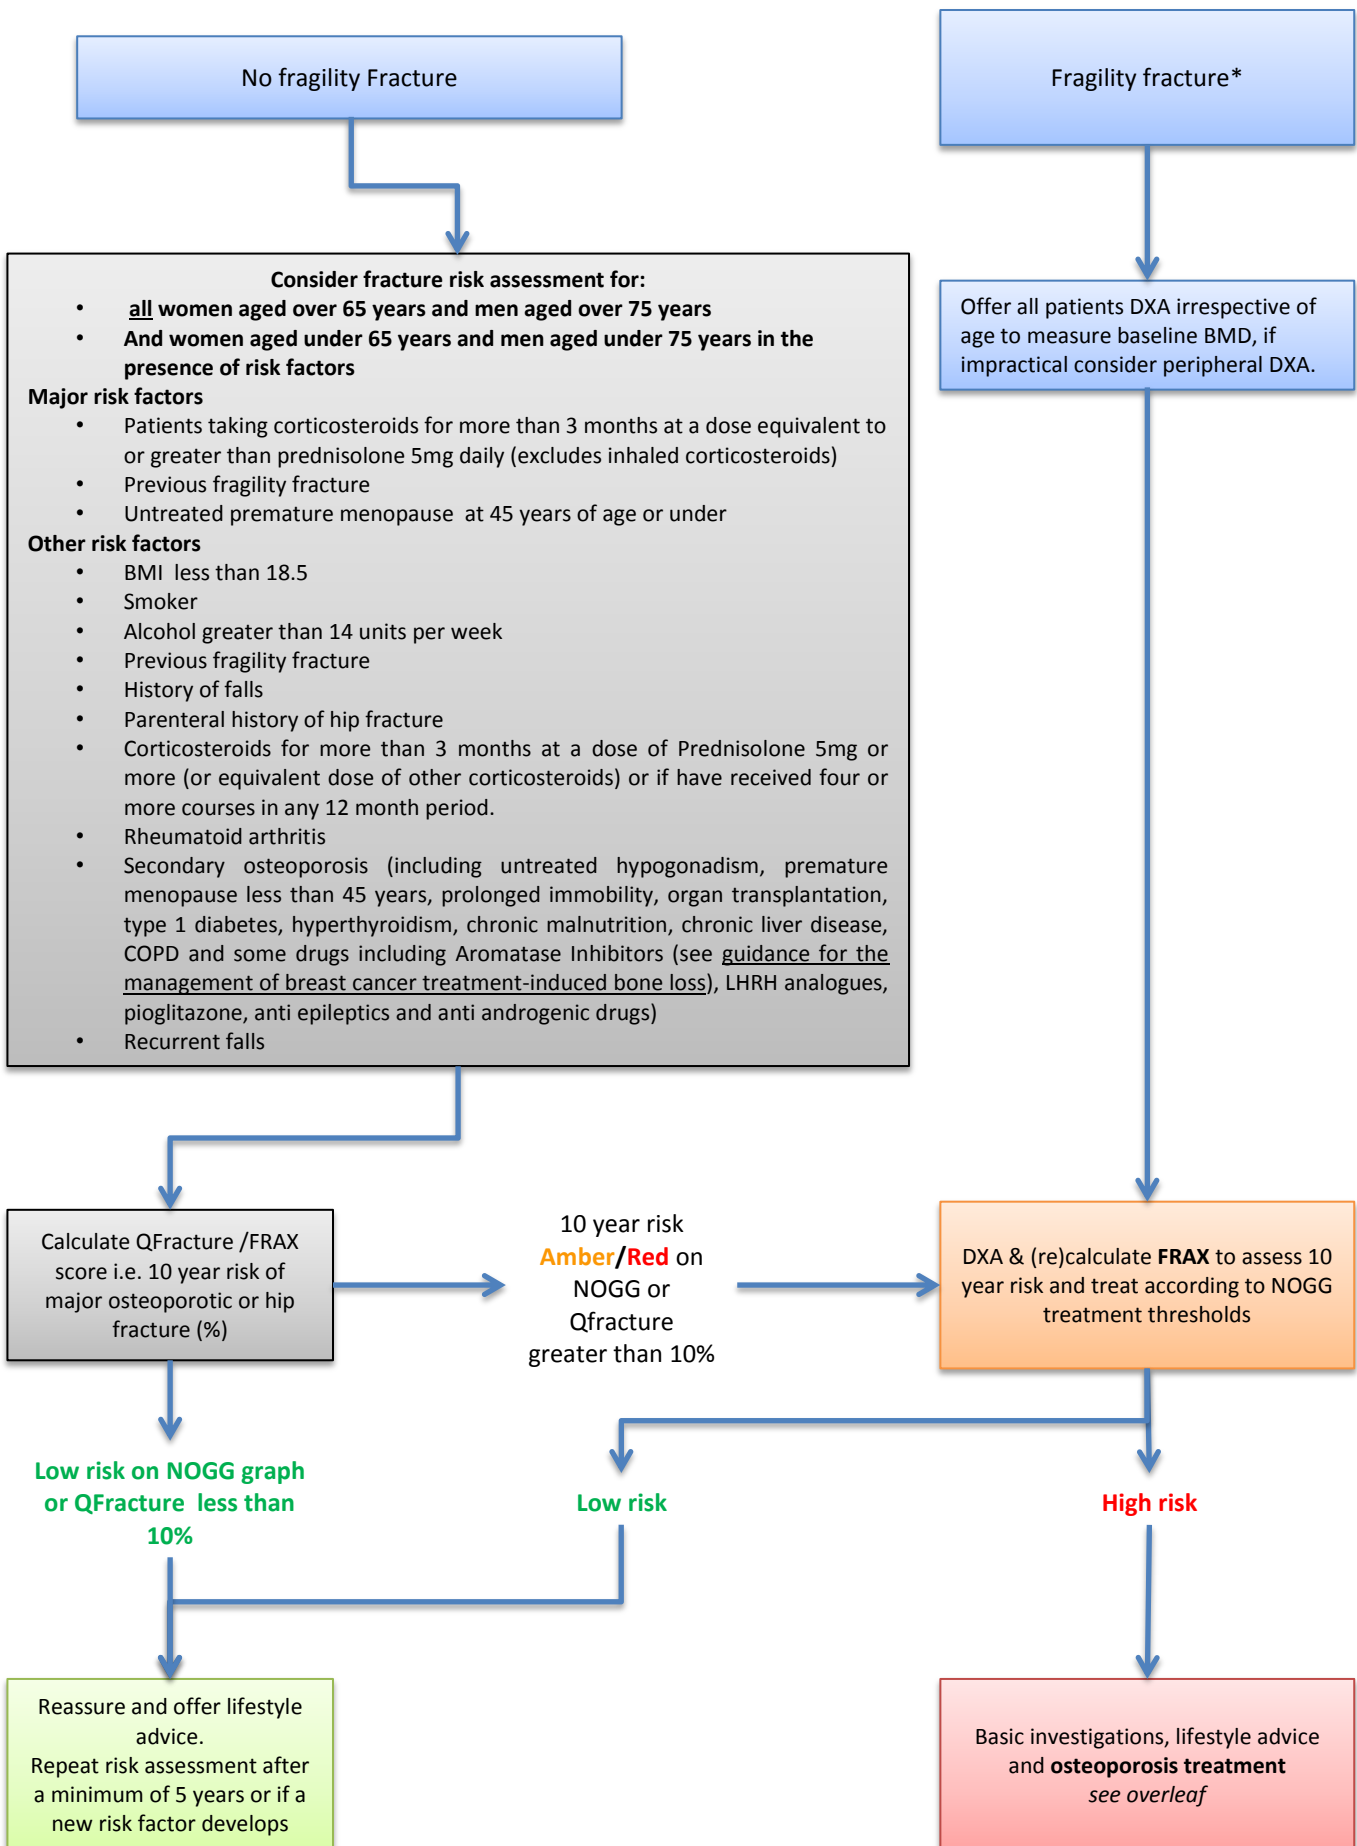 No fragility Fracture
Fragility fracture*
Consider fracture risk assessment for:
• all women aged over 65 years and men aged over 75 years
• And women aged under 65 years and men aged under 75 years in the
presence of risk factors
Major risk factors
• Patients taking corticosteroids for more than 3 months at a dose equivalent to
or greater than prednisolone 5mg daily (excludes inhaled corticosteroids)
• Previous fragility fracture
• Untreated premature menopause at 45 years of age or under
Other risk factors
• BMI less than 18.5
• Smoker
• Alcohol greater than 14 units per week
• Previous fragility fracture
• History of falls
• Parenteral history of hip fracture
• Corticosteroids for more than 3 months at a dose of Prednisolone 5mg or
more (or equivalent dose of other corticosteroids) or if have received four or
more courses in any 12 month period.
• Rheumatoid arthritis
• Secondary osteoporosis (including untreated hypogonadism, premature
menopause less than 45 years, prolonged immobility, organ transplantation,
type 1 diabetes, hyperthyroidism, chronic malnutrition, chronic liver disease,
COPD and some drugs including Aromatase Inhibitors (see guidance for the
management of breast cancer treatment-induced bone loss), LHRH analogues,
pioglitazone, anti epileptics and anti androgenic drugs)
• Recurrent falls
Offer all patients DXA irrespective of
age to measure baseline BMD, if
impractical consider peripheral DXA.
Calculate QFracture /FRAX
score i.e. 10 year risk of
major osteoporotic or hip
fracture (%)
10 year risk
Amber/Red on
NOGG or
Qfracture
greater than 10%
DXA & (re)calculate FRAX to assess 10
year risk and treat according to NOGG
treatment thresholds
Low risk on NOGG graph
or QFracture less than
10%
Low risk
High risk
Reassure and offer lifestyle
advice.
Repeat risk assessment after
a minimum of 5 years or if a
new risk factor develops
Basic investigations, lifestyle advice
and osteoporosis treatment
see overleaf